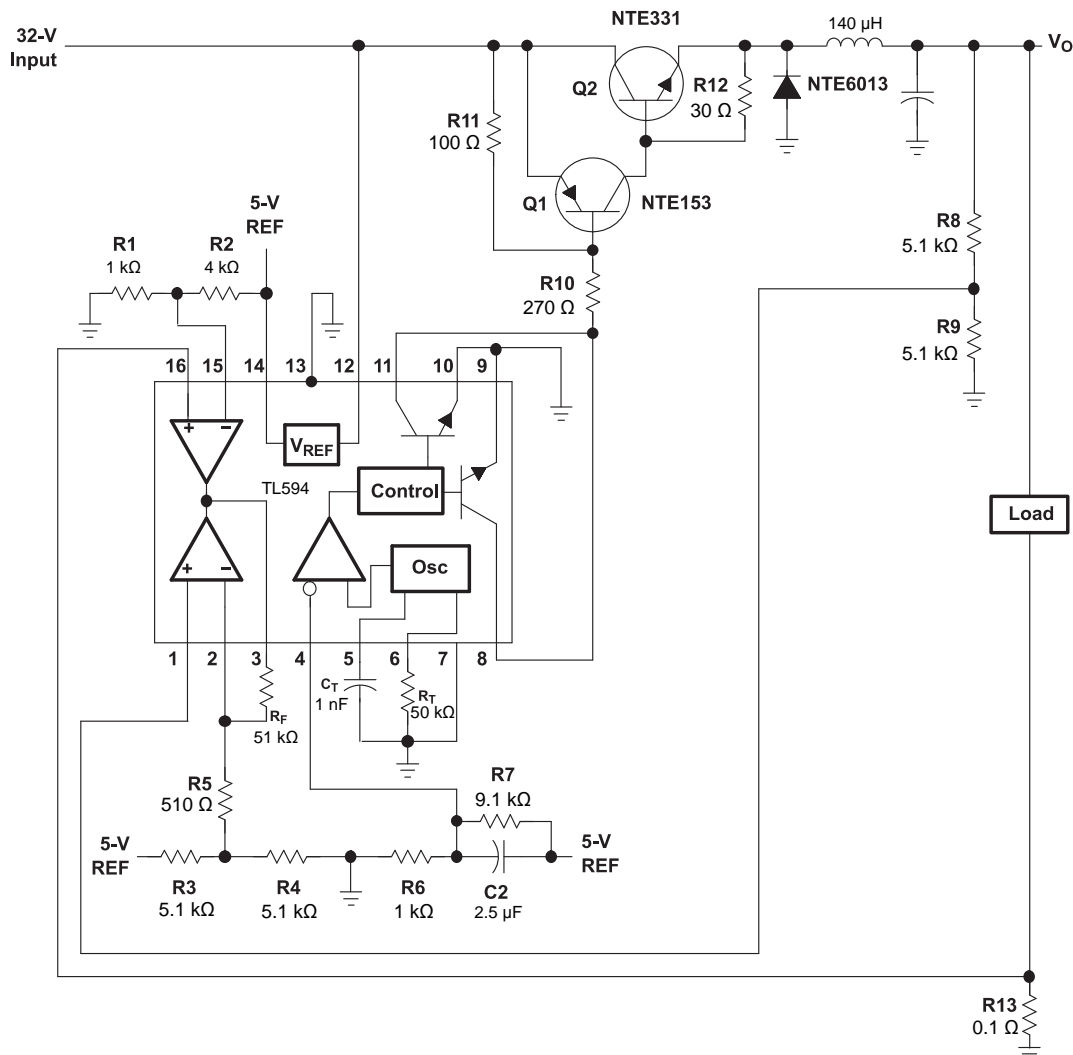 NTE331
140 µH
32-V
Input
VO
Q2
R12
30 Ω
NTE6013
R11
100 Ω
5-V
REF
Q1
NTE153
R8
5.1 kΩ
R1
1 kΩ
R2
4 kΩ
R10
270 Ω
R9
5.1 kΩ
16 15 14 13 12 11 10 9
+ −
VREF
TL594
Control
Load
Osc
+ −
1 2 3 4 5 6 7 8
CT
1 nF
RT
50 kΩ
RF
51 kΩ
R5
510 Ω
R7
9.1 kΩ
5-V
REF
5-V
REF
R3
5.1 kΩ
R4
5.1 kΩ
R6
1 kΩ
C2
2.5 µF
R13
0.1 Ω